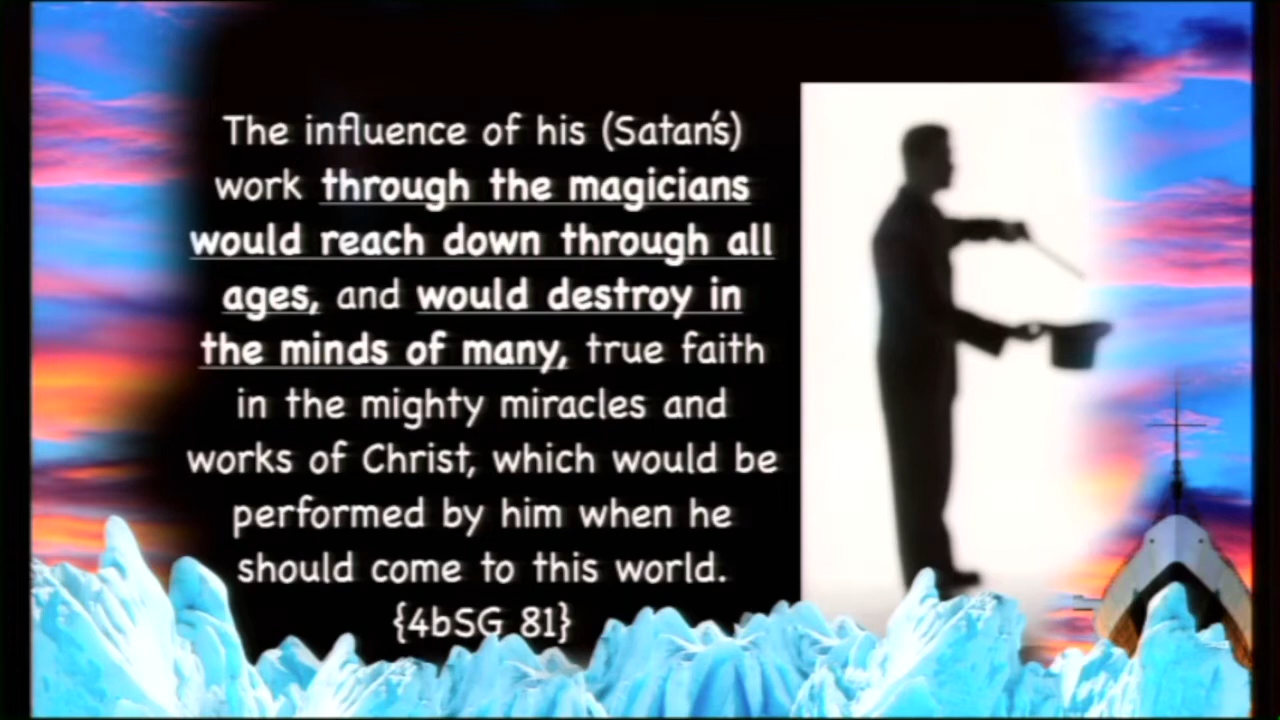 The influence of his (Satan's)
work through the magicians
would reach down through all
ages, and would destroy in
the minds of many, true faith
in the mighty miracles and
works of Christ, which would be
performed by him when he
should come to this world.
{4bSG 81}